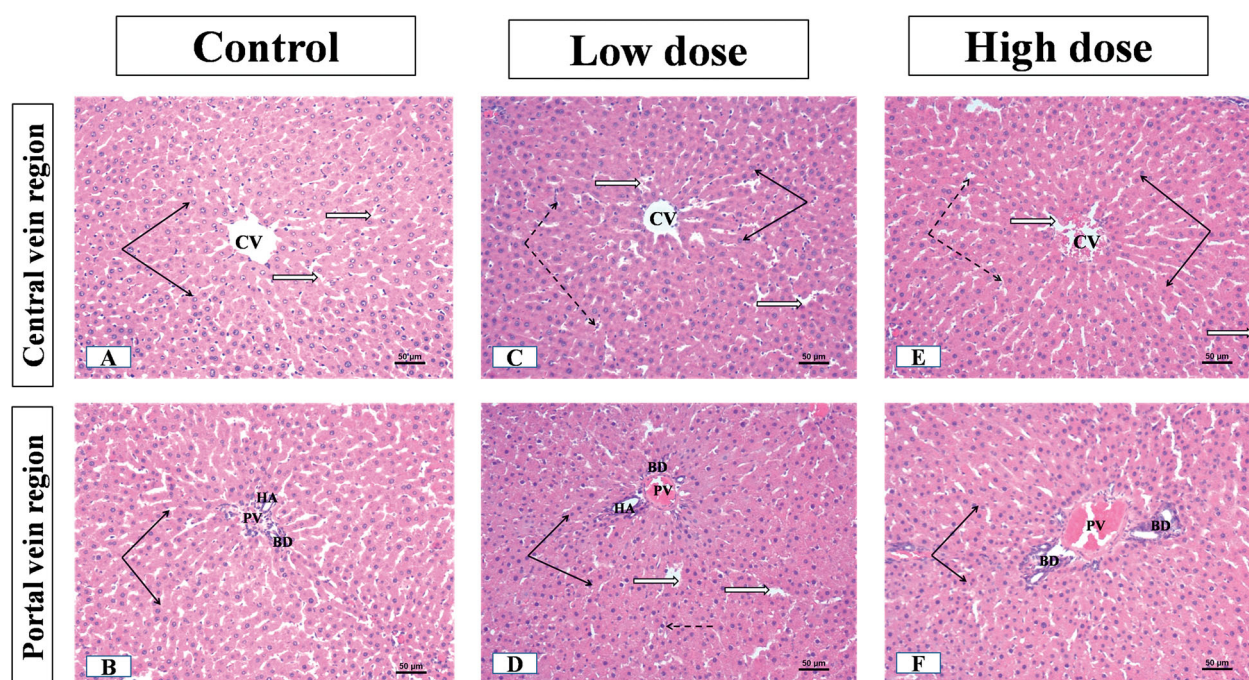 Control
Low dose
High dose
Central vein region
CV
A
50 µm
CV
C
50 µm
CV
E
50 µm
Portal vein region
HA
PV
BD
B
50 µm
BD
PV
HA
D
50 µm
PV
BD
BD
F
50 µm